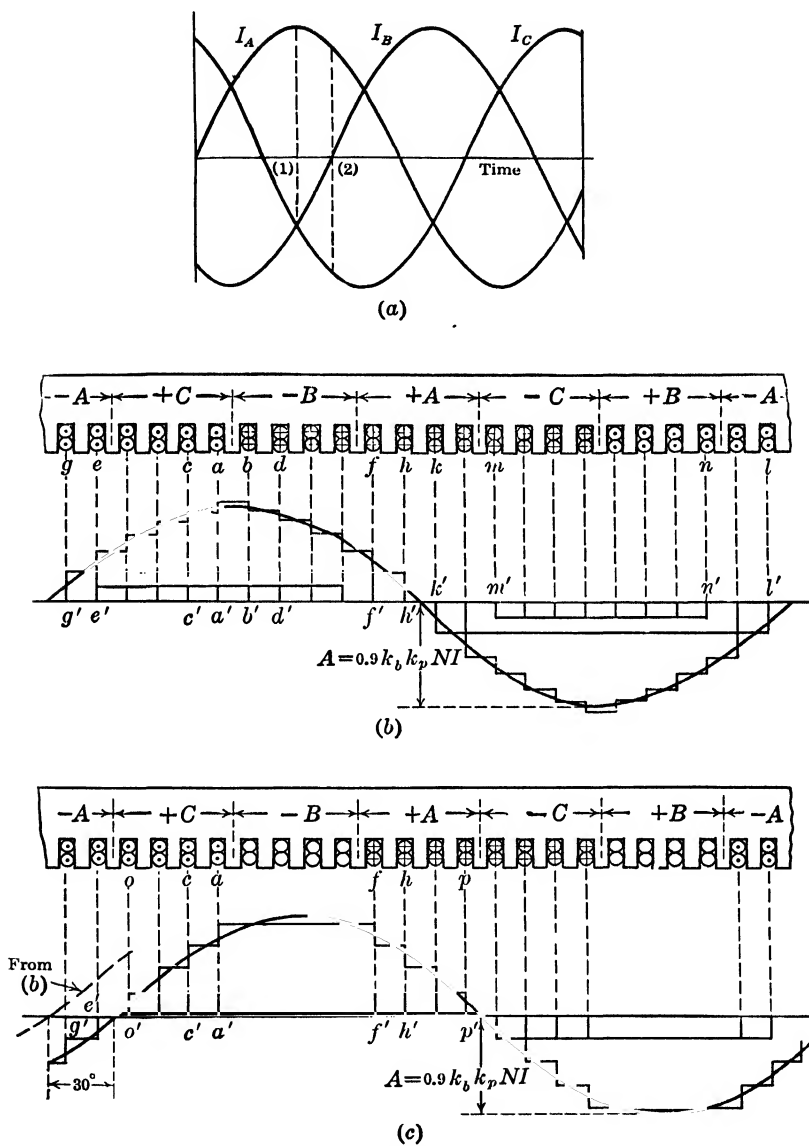 I_A I_B I_C
(1) (2) Time
(a)
-A +C -B +A -C +B -A
g e c a b d f h k m n l
k' m' n' l'
g' e' c' a' b' d' f' h'
A = 0.9 k_b k_p NI
(b)
-A +C -B +A -C +B -A
o c a f h p
From
(b)
e'
g' o' c' a' f' h' p'
30°
A = 0.9 k_b k_p NI
(c)